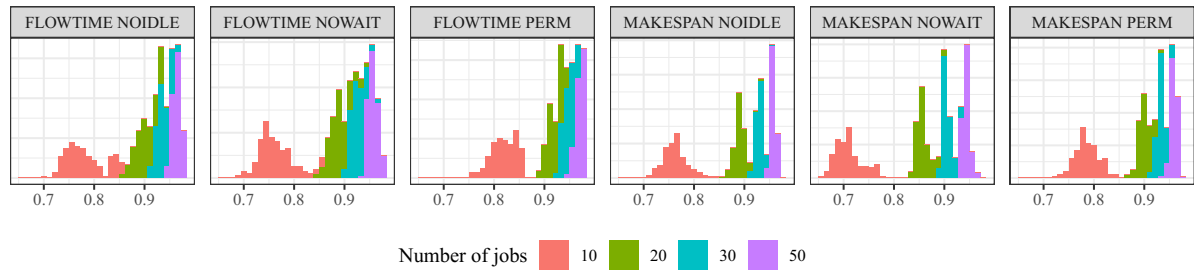 FLOWTIME NOIDLE FLOWTIME NOWAIT FLOWTIME PERM MAKESPAN NOIDLE MAKESPAN NOWAIT MAKESPAN PERM
0.7 0.8 0.9 0.7 0.8 0.9 0.7 0.8 0.9 0.7 0.8 0.9 0.7 0.8 0.9 0.7 0.8 0.9
Number of jobs 10 20 30 50